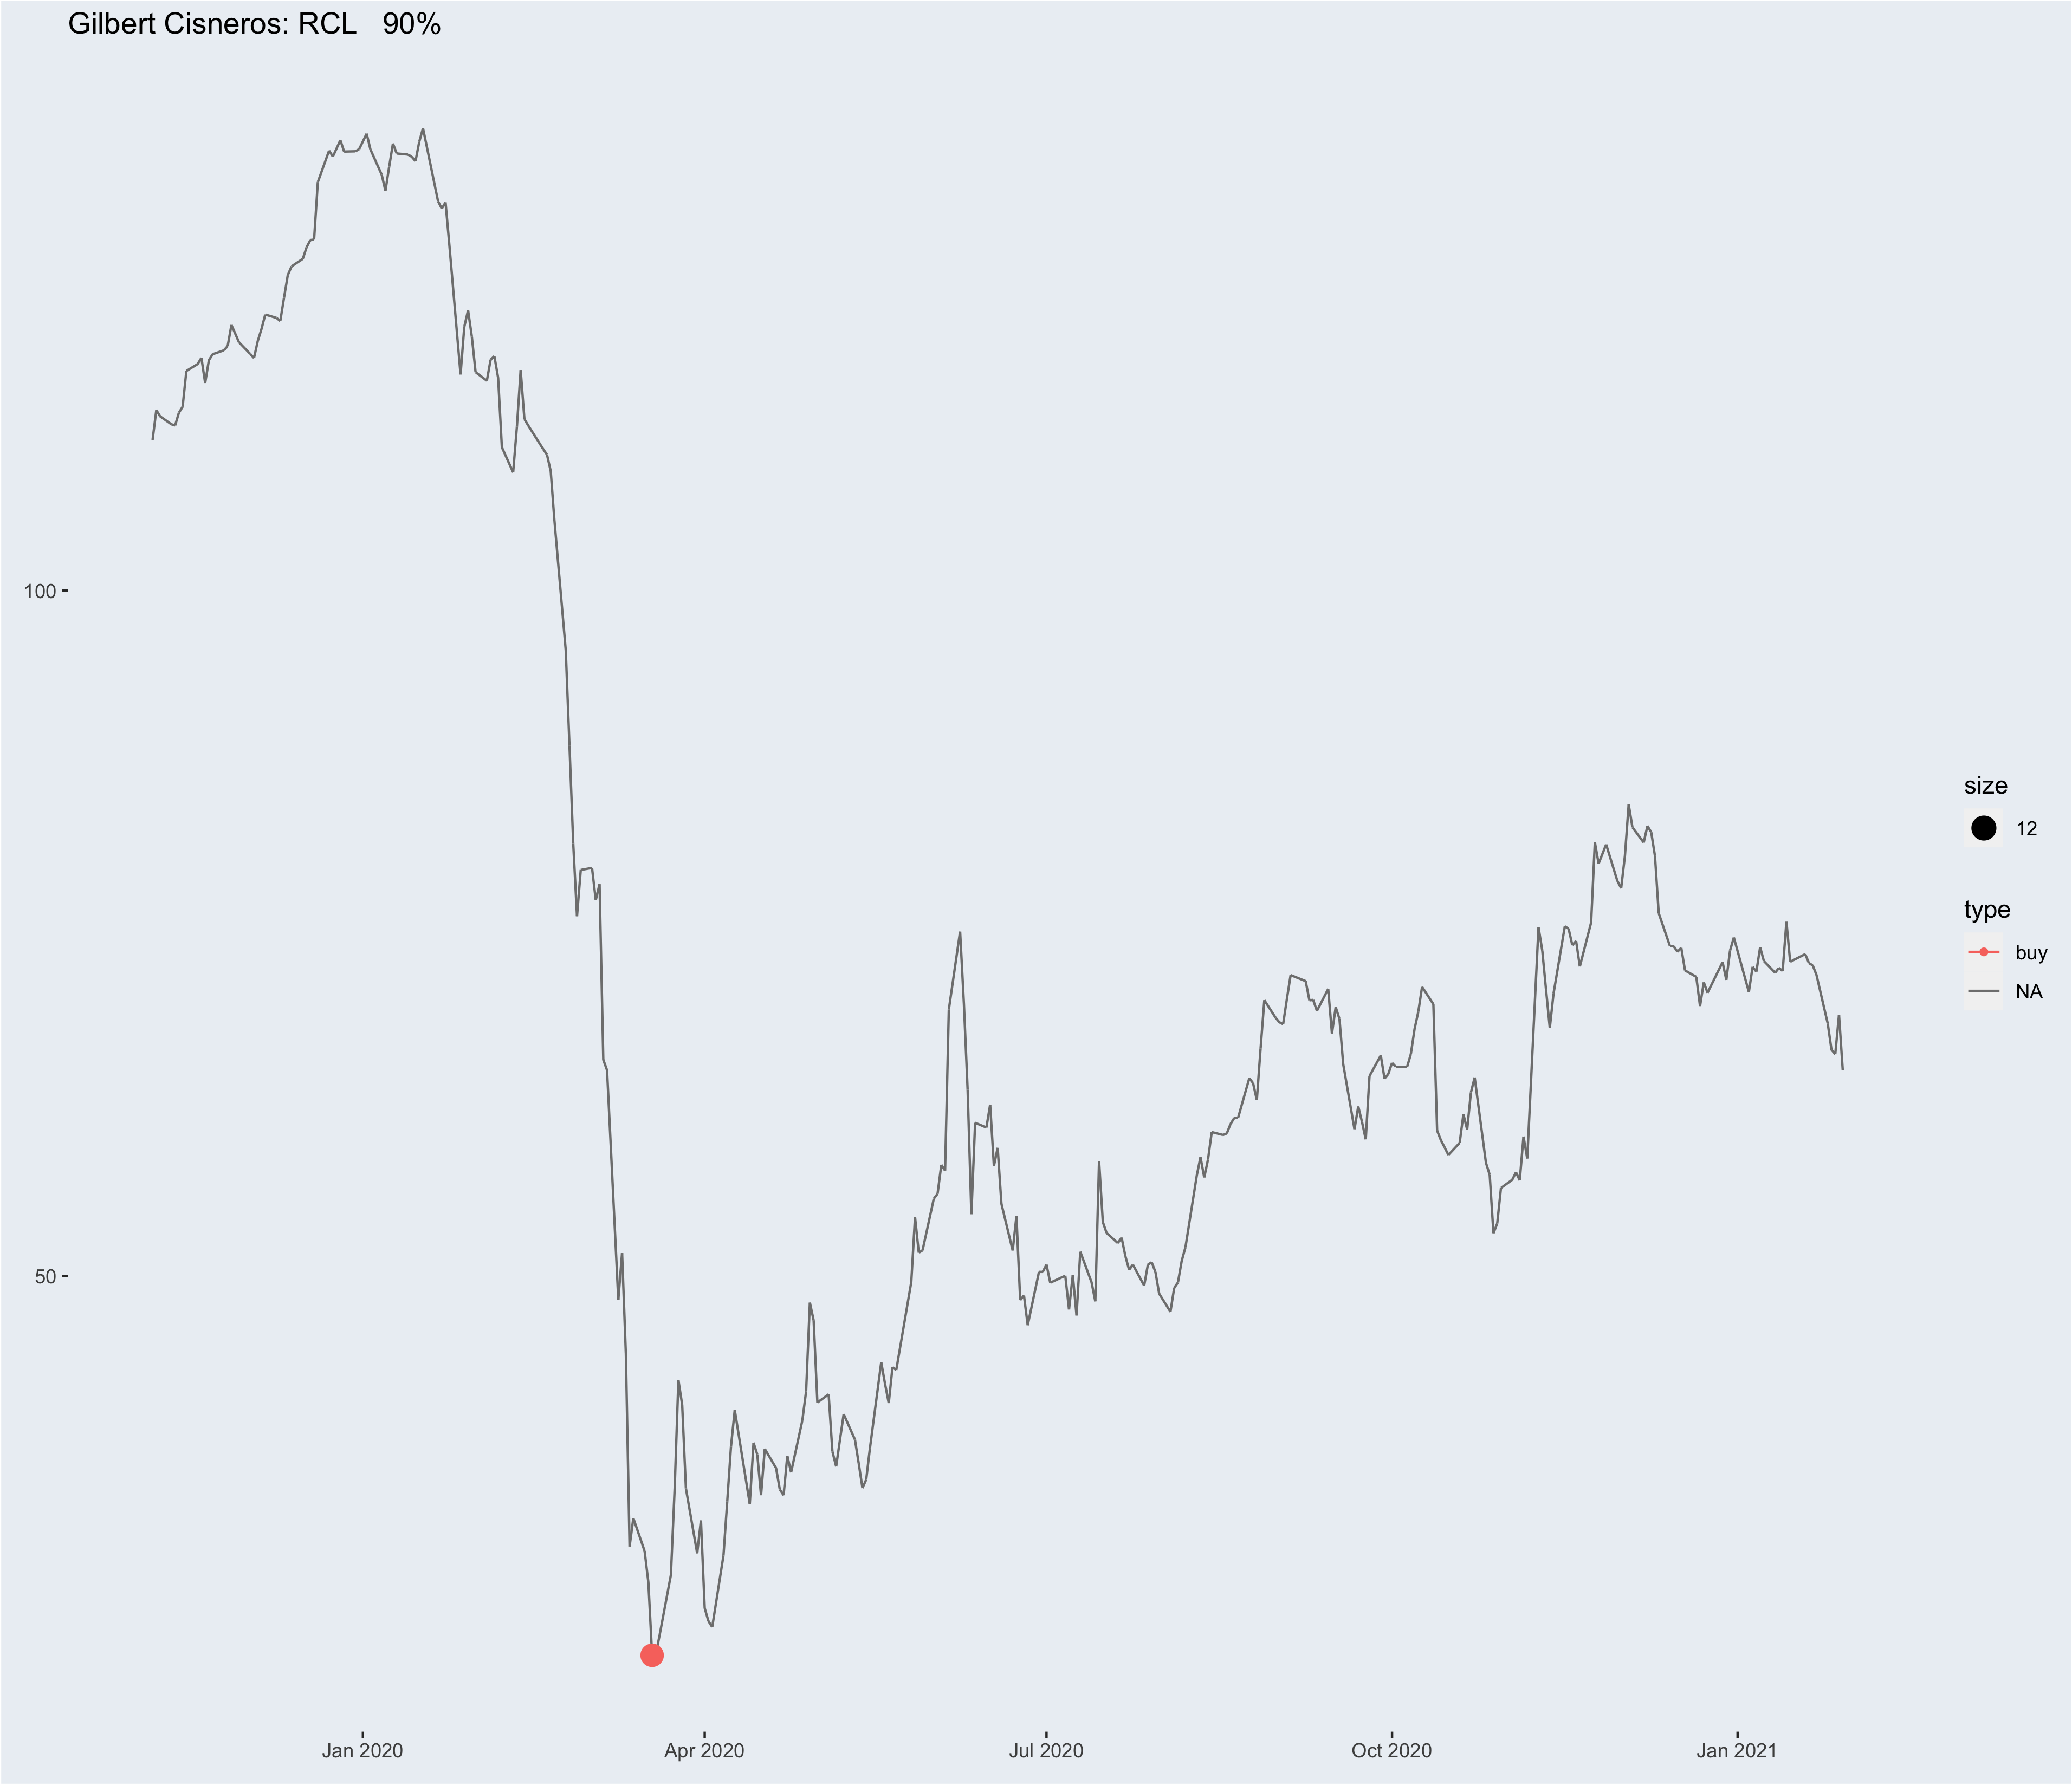 Gilbert Cisneros: RCL   90%
100
50
size
12
type
buy
NA
Jan 2020
Apr 2020
Jul 2020
Oct 2020
Jan 2021